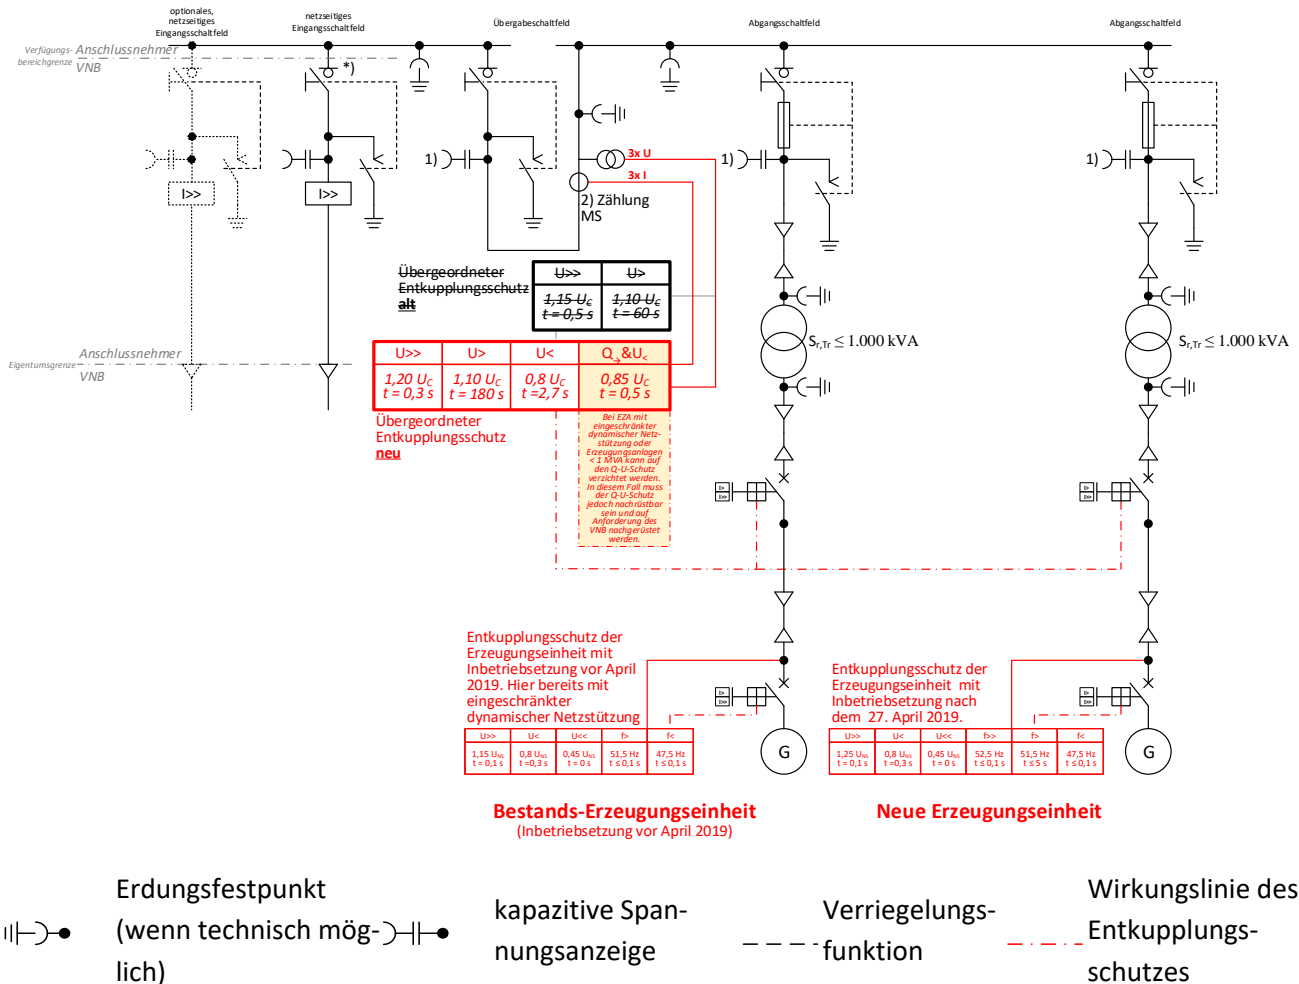 optionales,
netzseitiges
Eingangsschaltfeld
netzseitiges
Eingangsschaltfeld
Übergabeschaltfeld
Abgangsschaltfeld
Abgangsschaltfeld
Verfügungs-
bereichgrenze
Anschlussnehmer
VNB
*)
1)
1)
1)
3x U
3x I
2) Zählung
MS
I>>
I>>
Übergeordneter
Entkupplungsschutz
alt
U>> U>
1,15 Uc 1,10 Uc
t = 0,5 s t = 60 s
Eigentumsgrenze
Anschlussnehmer
VNB
U>> U> U< Q→&U<
1,20 UC 1,10 UC 0,8 UC 0,85 UC
t = 0,3 s t = 180 s t =2,7 s t = 0,5 s
Übergeordneter
Entkupplungsschutz
neu
Bei EZA mit
eingeschränkter
dynamischer Netz-
stützung oder
Erzeugungsanlagen
< 1 MVA kann auf
den Q-U-Schutz
verzichtet werden.
In diesem Fall muss
der Q-U-Schutz
jedoch nachrüstbar
sein und auf
Anforderung des
VNB nachgerüstet
werden.
Sr,Tr ≤ 1.000 kVA
Sr,Tr ≤ 1.000 kVA
I>
I>>
I>
I>>
Entkupplungsschutz der
Erzeugungseinheit mit
Inbetriebsetzung vor April
2019. Hier bereits mit
eingeschränkter
dynamischer Netzstützung
U>> U< U<< f> f<
1,15 UNS 0,8 UNS 0,45 UNS 51,5 Hz 47,5 Hz
t = 0,1 s t =0,3 s t = 0 s t ≤ 0,1 s t ≤ 0,1 s
I>
I>>
G
Entkupplungsschutz der
Erzeugungseinheit mit
Inbetriebsetzung nach
dem 27. April 2019.
U>> U< U<< f>> f> f<
1,25 UNS 0,8 UNS 0,45 UNS 52,5 Hz 51,5 Hz 47,5 Hz
t = 0,1 s t =0,3 s t = 0 s t ≤ 0,1 s t ≤ 5 s t ≤ 0,1 s
I>
I>>
G
Bestands-Erzeugungseinheit
(Inbetriebsetzung vor April 2019)
Neue Erzeugungseinheit
Erdungsfestpunkt
(wenn technisch mög-
lich)
kapazitive Span-
nungsanzeige
Verriegelungs-
funktion
Wirkungslinie des
Entkupplungs-
schutzes